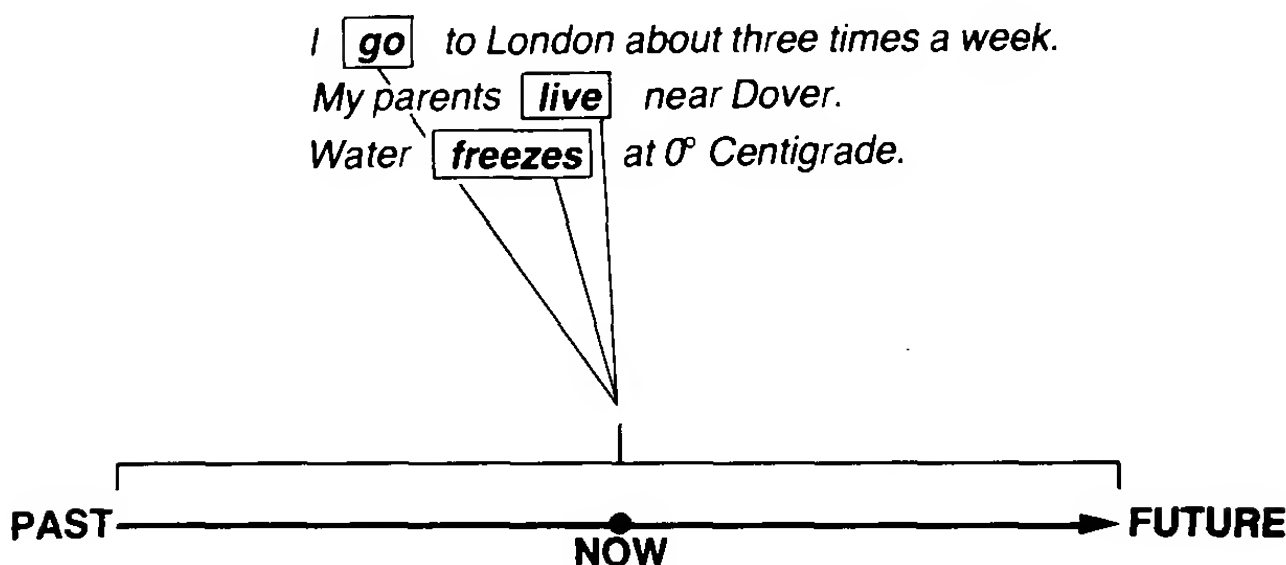 I go to London about three times a week.
My parents live near Dover.
Water freezes at 0° Centigrade.
PAST
FUTURE
NOW